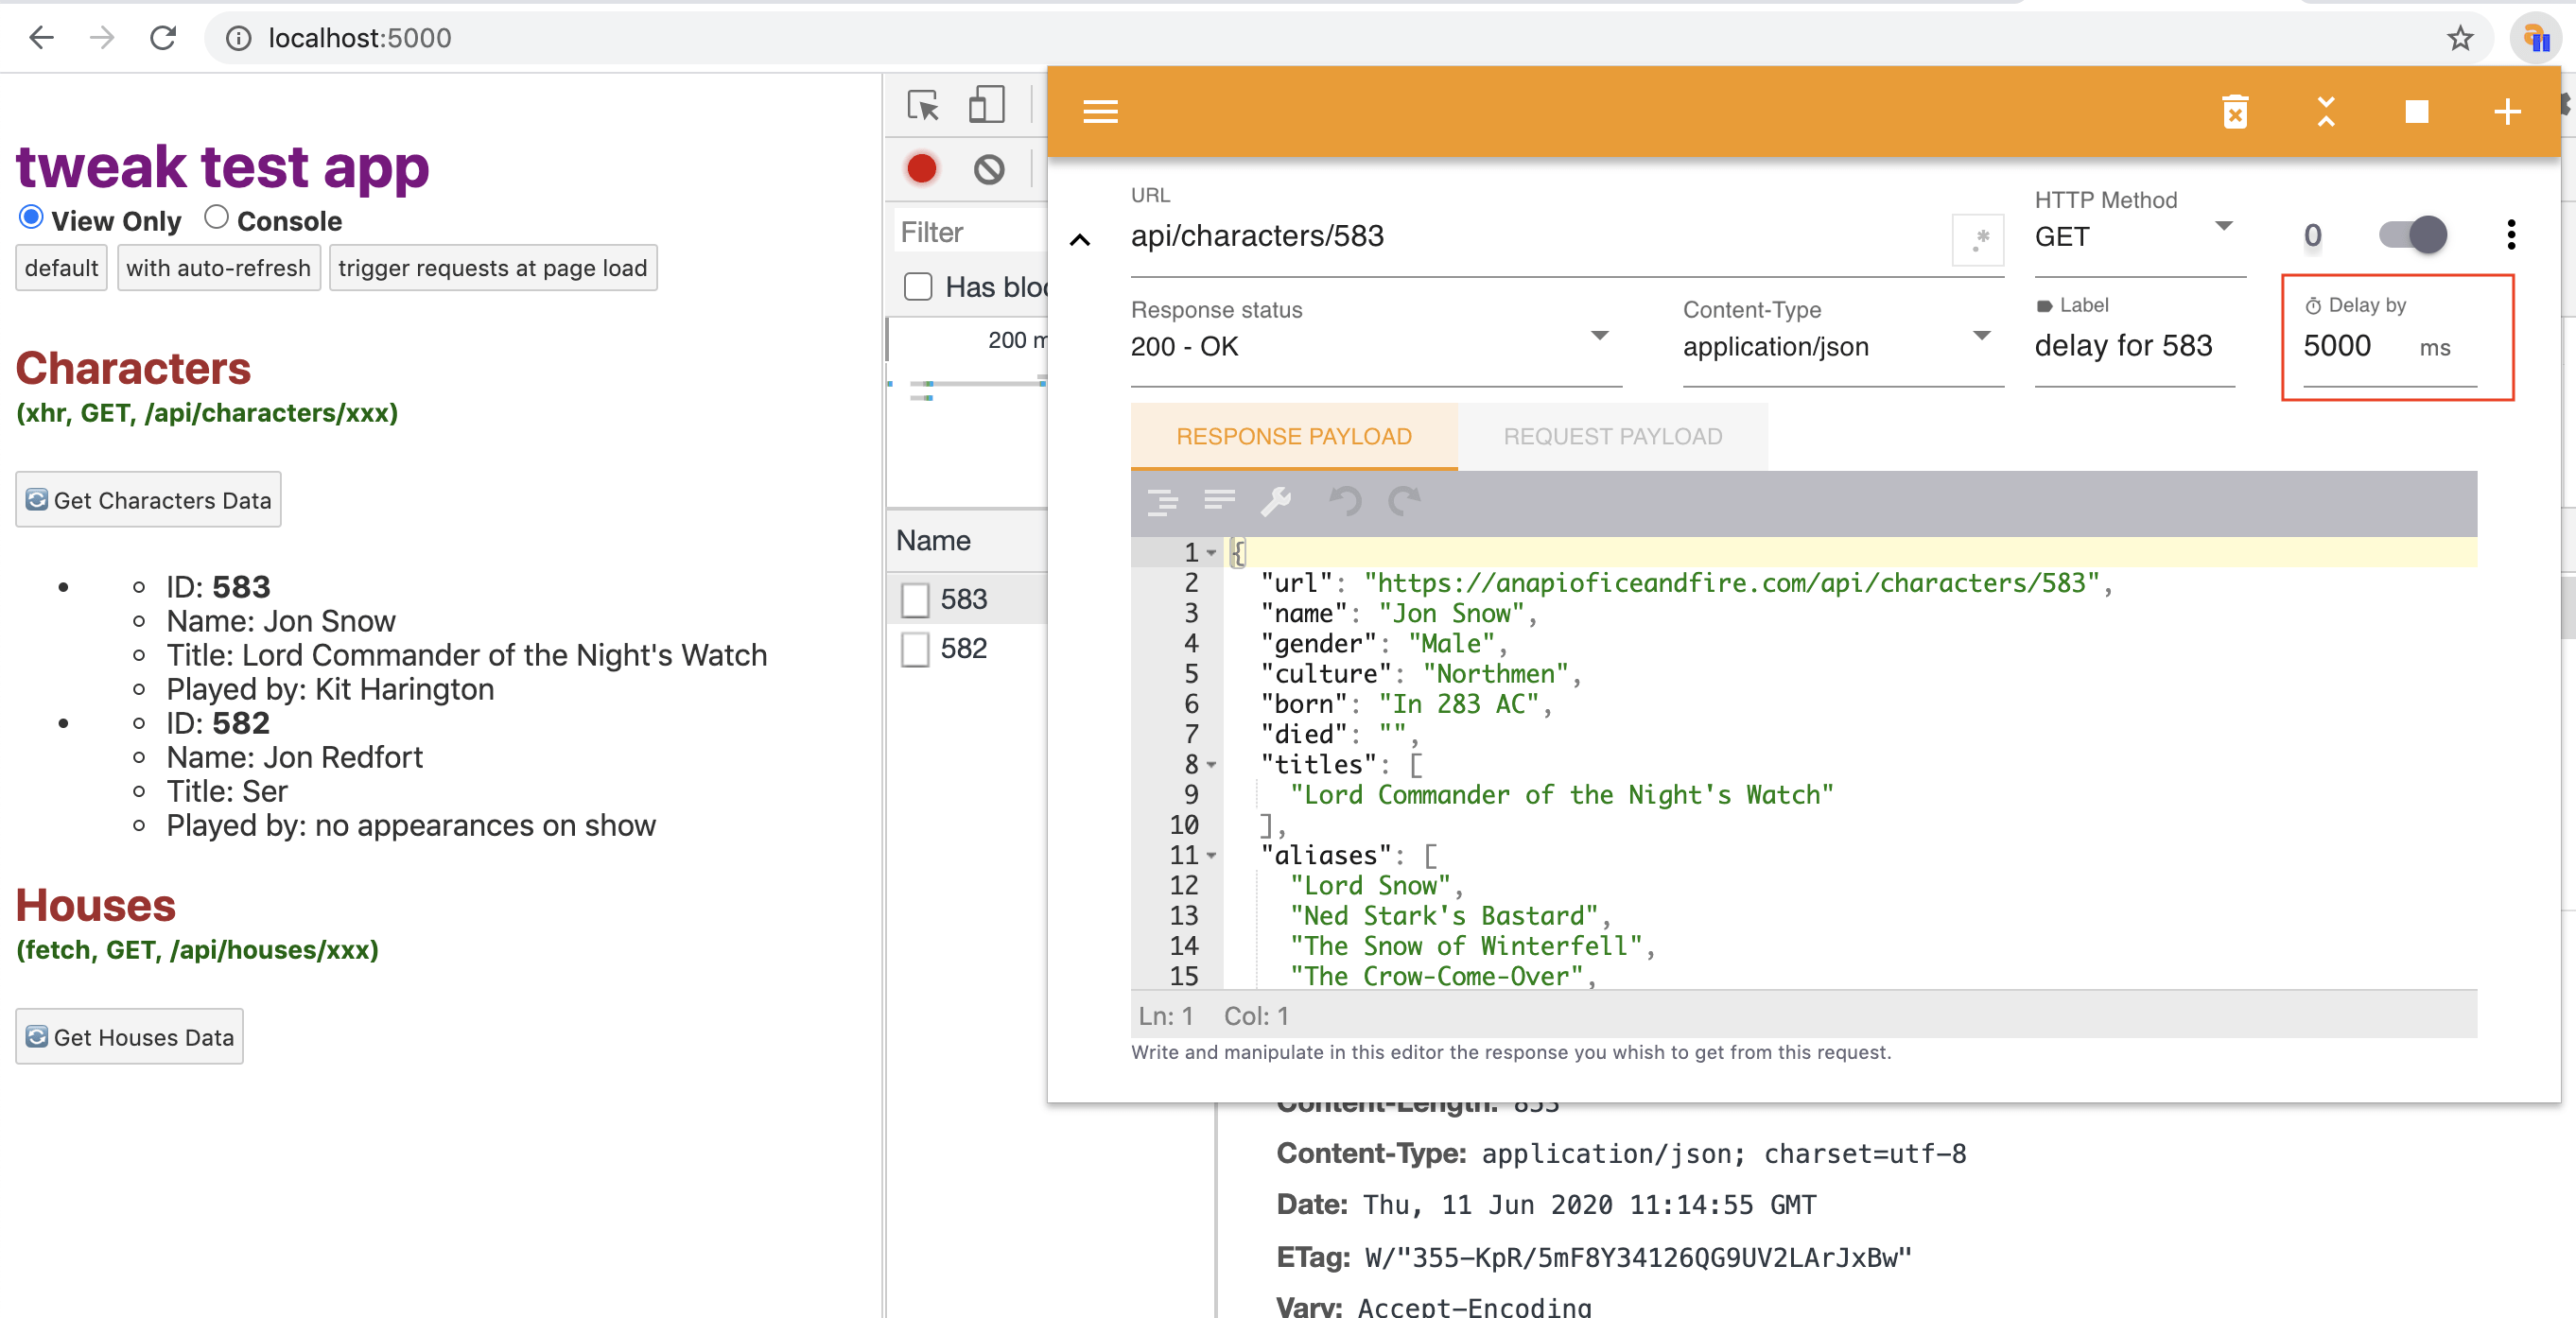 localhost:5000
tweak test app
View Only Console
default with auto-refresh trigger requests at page load
Characters
(xhr, GET, /api/characters/xxx)
Get Characters Data
ID: 583
Name: Jon Snow
Title: Lord Commander of the Night's Watch
Played by: Kit Harington
ID: 582
Name: Jon Redfort
Title: Ser
Played by: no appearances on show
Houses
(fetch, GET, /api/houses/xxx)
Get Houses Data
Filter
Has bloc
200 m
Name
583
582
URL
api/characters/583
.*
HTTP Method
GET
0
Response status
200 - OK
Content-Type
application/json
Label
delay for 583
Delay by
5000 ms
RESPONSE PAYLOAD REQUEST PAYLOAD
1 {
2 "url": "https://anapioficeandfire.com/api/characters/583",
3 "name": "Jon Snow",
4 "gender": "Male",
5 "culture": "Northmen",
6 "born": "In 283 AC",
7 "died": "",
8 "titles": [
9 "Lord Commander of the Night's Watch"
10 ],
11 "aliases": [
12 "Lord Snow",
13 "Ned Stark's Bastard",
14 "The Snow of Winterfell",
15 "The Crow-Come-Over",
Ln: 1 Col: 1
Write and manipulate in this editor the response you whish to get from this request.
Content-Length: 853
Content-Type: application/json; charset=utf-8
Date: Thu, 11 Jun 2020 11:14:55 GMT
ETag: W/"355-KpR/5mF8Y34126QG9UV2LArJxBw"
Vary: Accept-Encoding